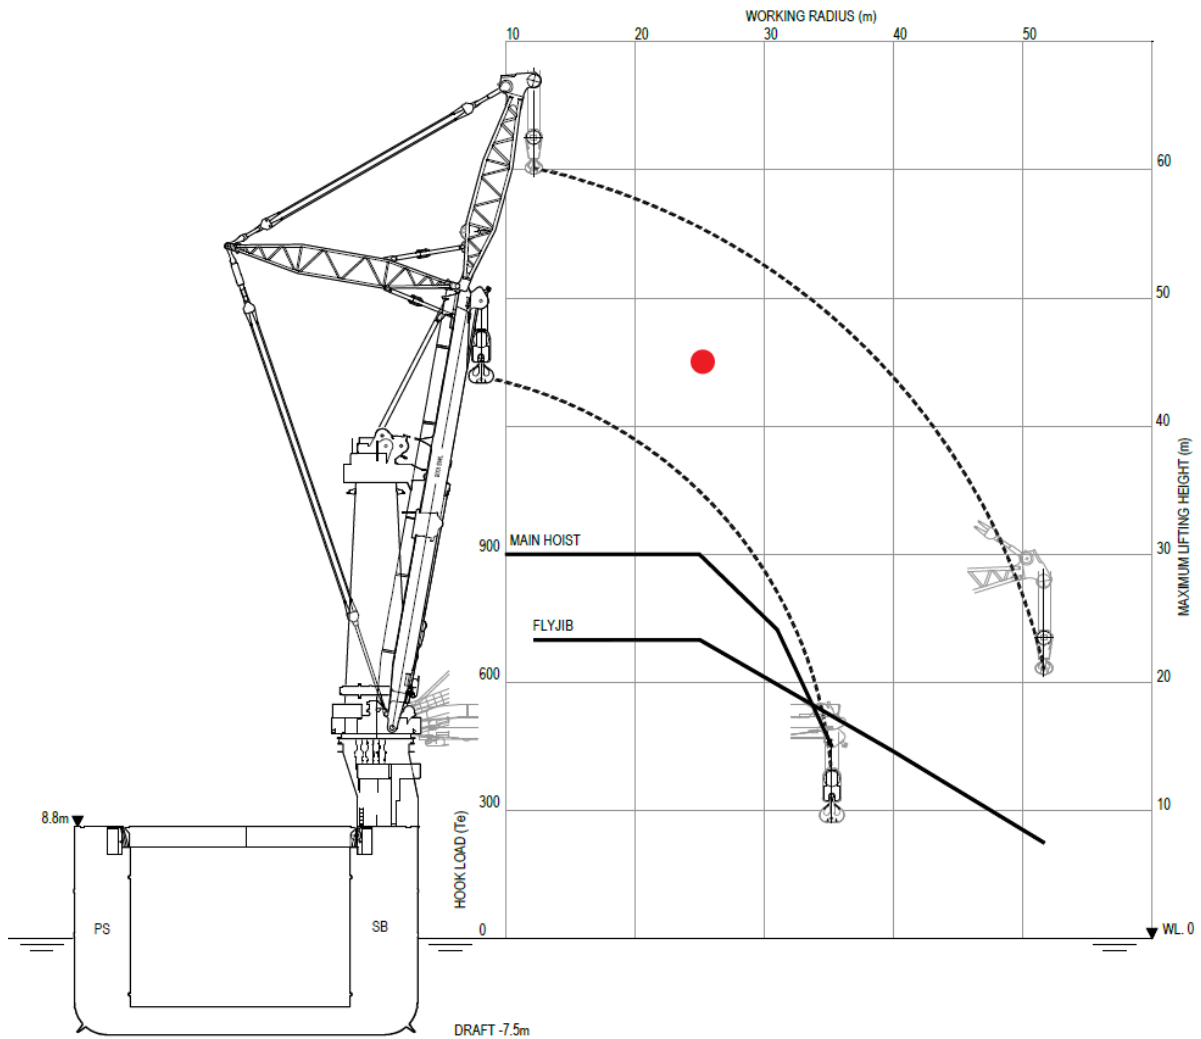 WORKING RADIUS (m)
10 20 30 40 50
60
50
40
MAXIMUM LIFTING HEIGHT (m)
900 MAIN HOIST 30
FLYJIB
600 20
300 10
8.8m
HOOK LOAD (Te)
PS SB
0 WL. 0
DRAFT -7.5m